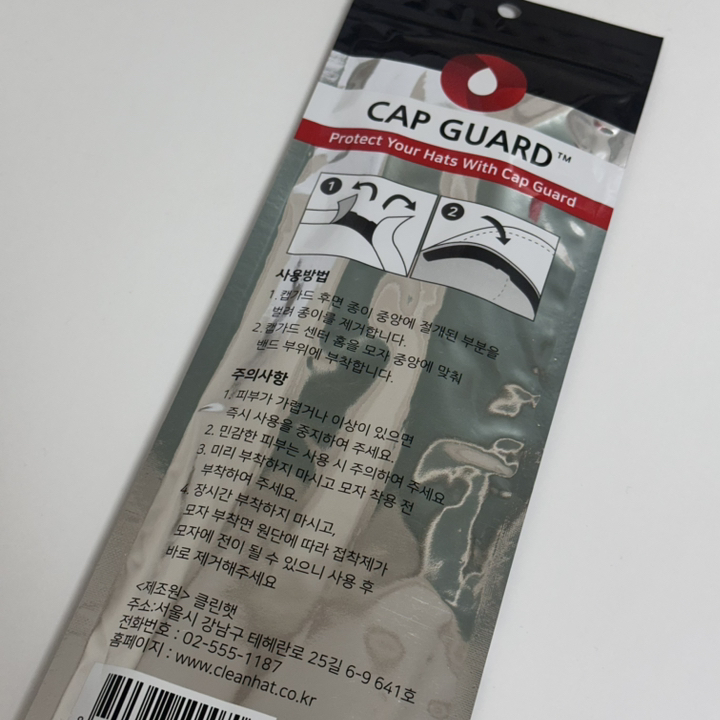 CAP GUARD™
Protect Your Hats With Cap Guard
1
2
사용방법
1. 캡가드 후면 종이 중앙에 절개된 부분을
벌려 종이를 제거합니다.
2. 캡가드 센터 홈을 모자 중앙에 맞춰
밴드 부위에 부착합니다.
주의사항
1. 피부가 가렵거나 이상이 있으면
즉시 사용을 중지하여 주세요.
2. 민감한 피부는 사용 시 주의하여 주세요
3. 미리 부착하지 마시고 모자 착용 전
부착하여 주세요.
4. 장시간 부착하지 마시고,
모자 부착면 원단에 따라 접착제가
모자에 전이 될 수 있으니 사용 후
바로 제거해주세요
<제조원> 클린햇
주소:서울시 강남구 테헤란로 25길 6-9 641호
전화번호 : 02-555-1187
홈페이지 : www.cleanhat.co.kr